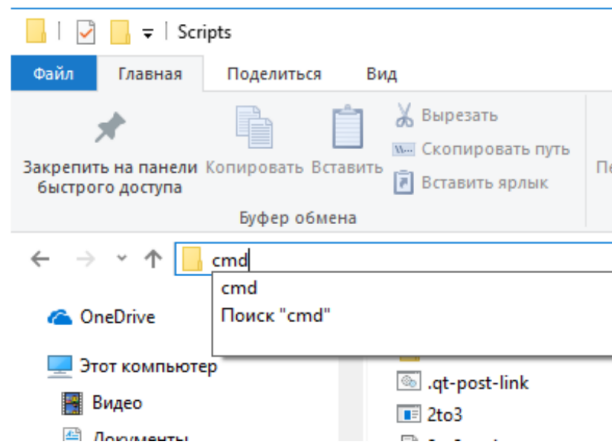 Scripts
Файл Главная Поделиться Вид
Закрепить на панели быстрого доступа
Копировать
Вставить
Вырезать
Скопировать путь
Вставить ярлык
Буфер обмена
cmd
cmd
Поиск "cmd"
OneDrive
Этот компьютер
Видео
Документы
.qt-post-link
2to3